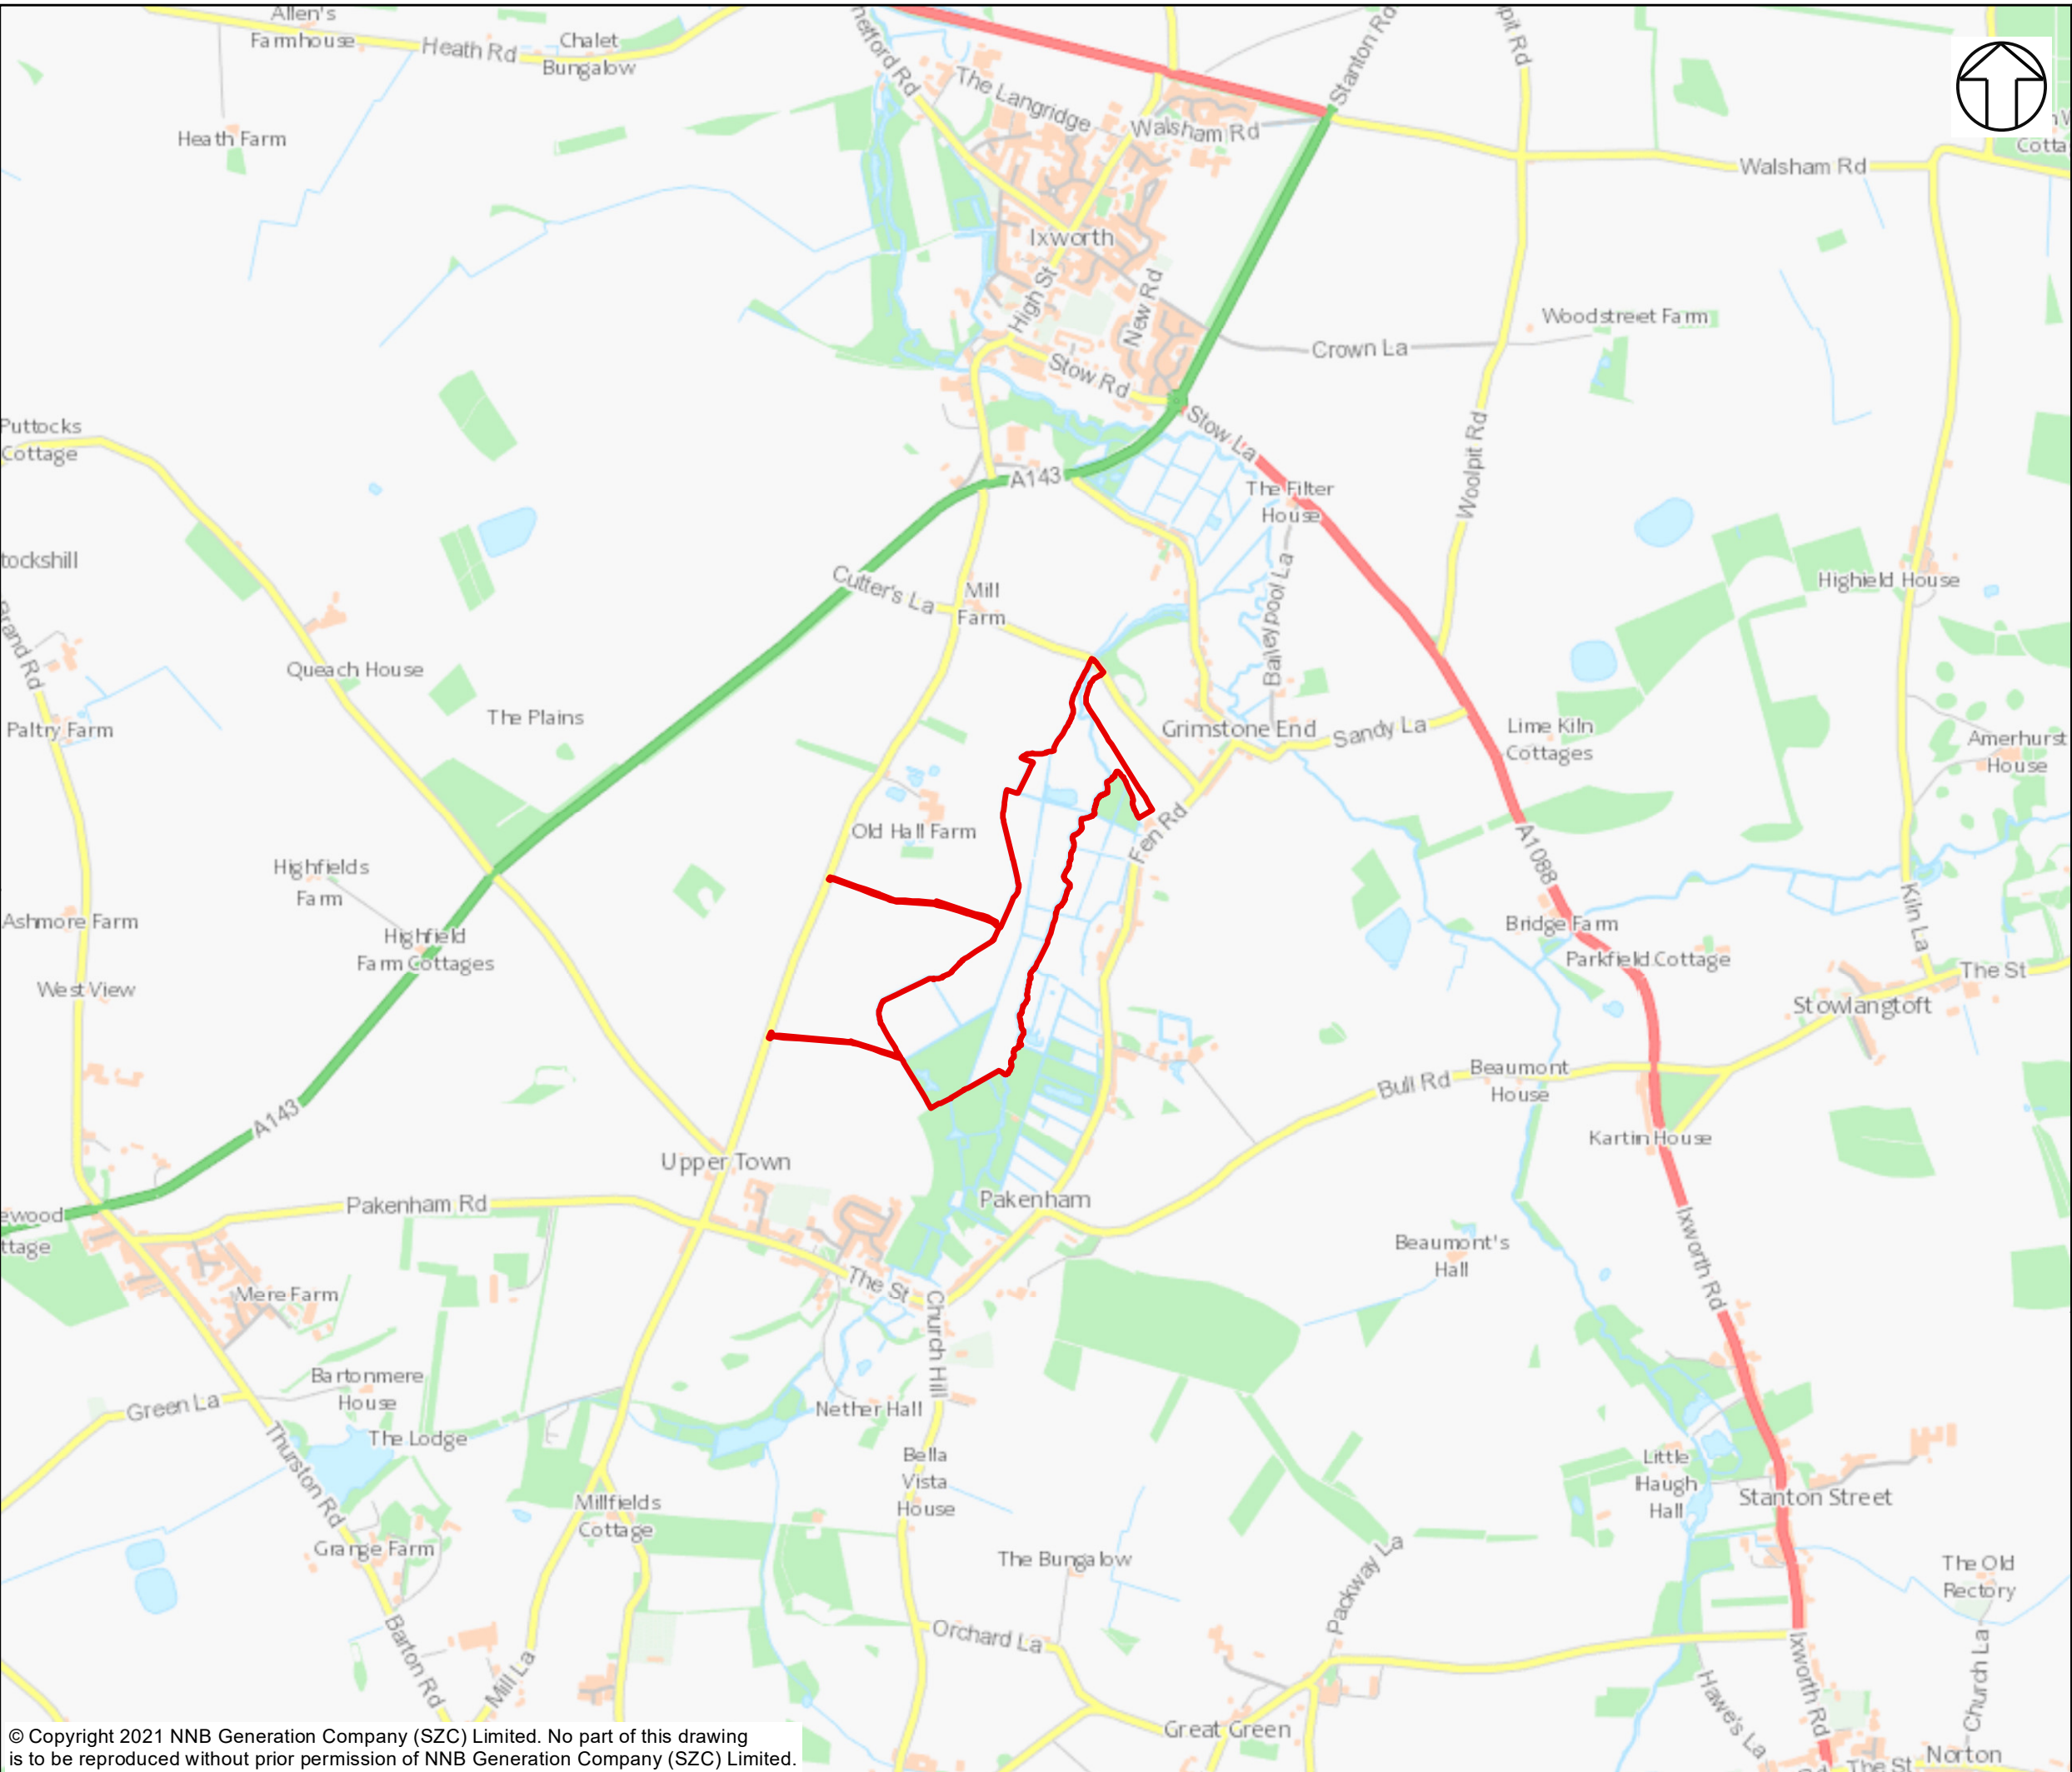 Allen's
Farmhouse
Heath Rd
Chalet
Bungalow
The Langridge
Stanton Rd
Walsham Rd
Walsham Rd
Heath Farm
Ixworth
High St
New Rd
Stow Rd
Crown La
Woodstreet Farm
Puttocks
Cottage
Stow La
Woolpit Rd
A143
The Filter
House
Cutter's La
Mill
Farm
Baileypool La
Highield House
Queach House
The Plains
Paltry Farm
Grimstone End
Sandy La
Lime Kiln
Cottages
Amerhurst
House
Old Hall Farm
Fen Rd
A1088
Highfields
Farm
Ashmore Farm
Highfield
Farm Cottages
Bridge Farm
Parkfield Cottage
Kiln La
The St
West View
Stowlangtoft
A143
Bull Rd
Beaumont
House
Kartin House
Upper Town
Pakenham
Pakenham Rd
Ixworth Rd
Beaumont's
Hall
Mere Farm
The St
Church Hill
Bartonmere
House
Green La
The Lodge
Nether Hall
Thurston Rd
Bella
Vista
House
Little
Haugh
Hall
Stanton Street
Millfields
Cottage
Grange Farm
The Bungalow
Packway La
The Old
Rectory
Barton Rd
Mill La
Orchard La
Great Green
Hawe's La
Ixworth Rd
Church La
Norton
The St
© Copyright 2021 NNB Generation Company (SZC) Limited. No part of this drawing
is to be reproduced without prior permission of NNB Generation Company (SZC) Limited.